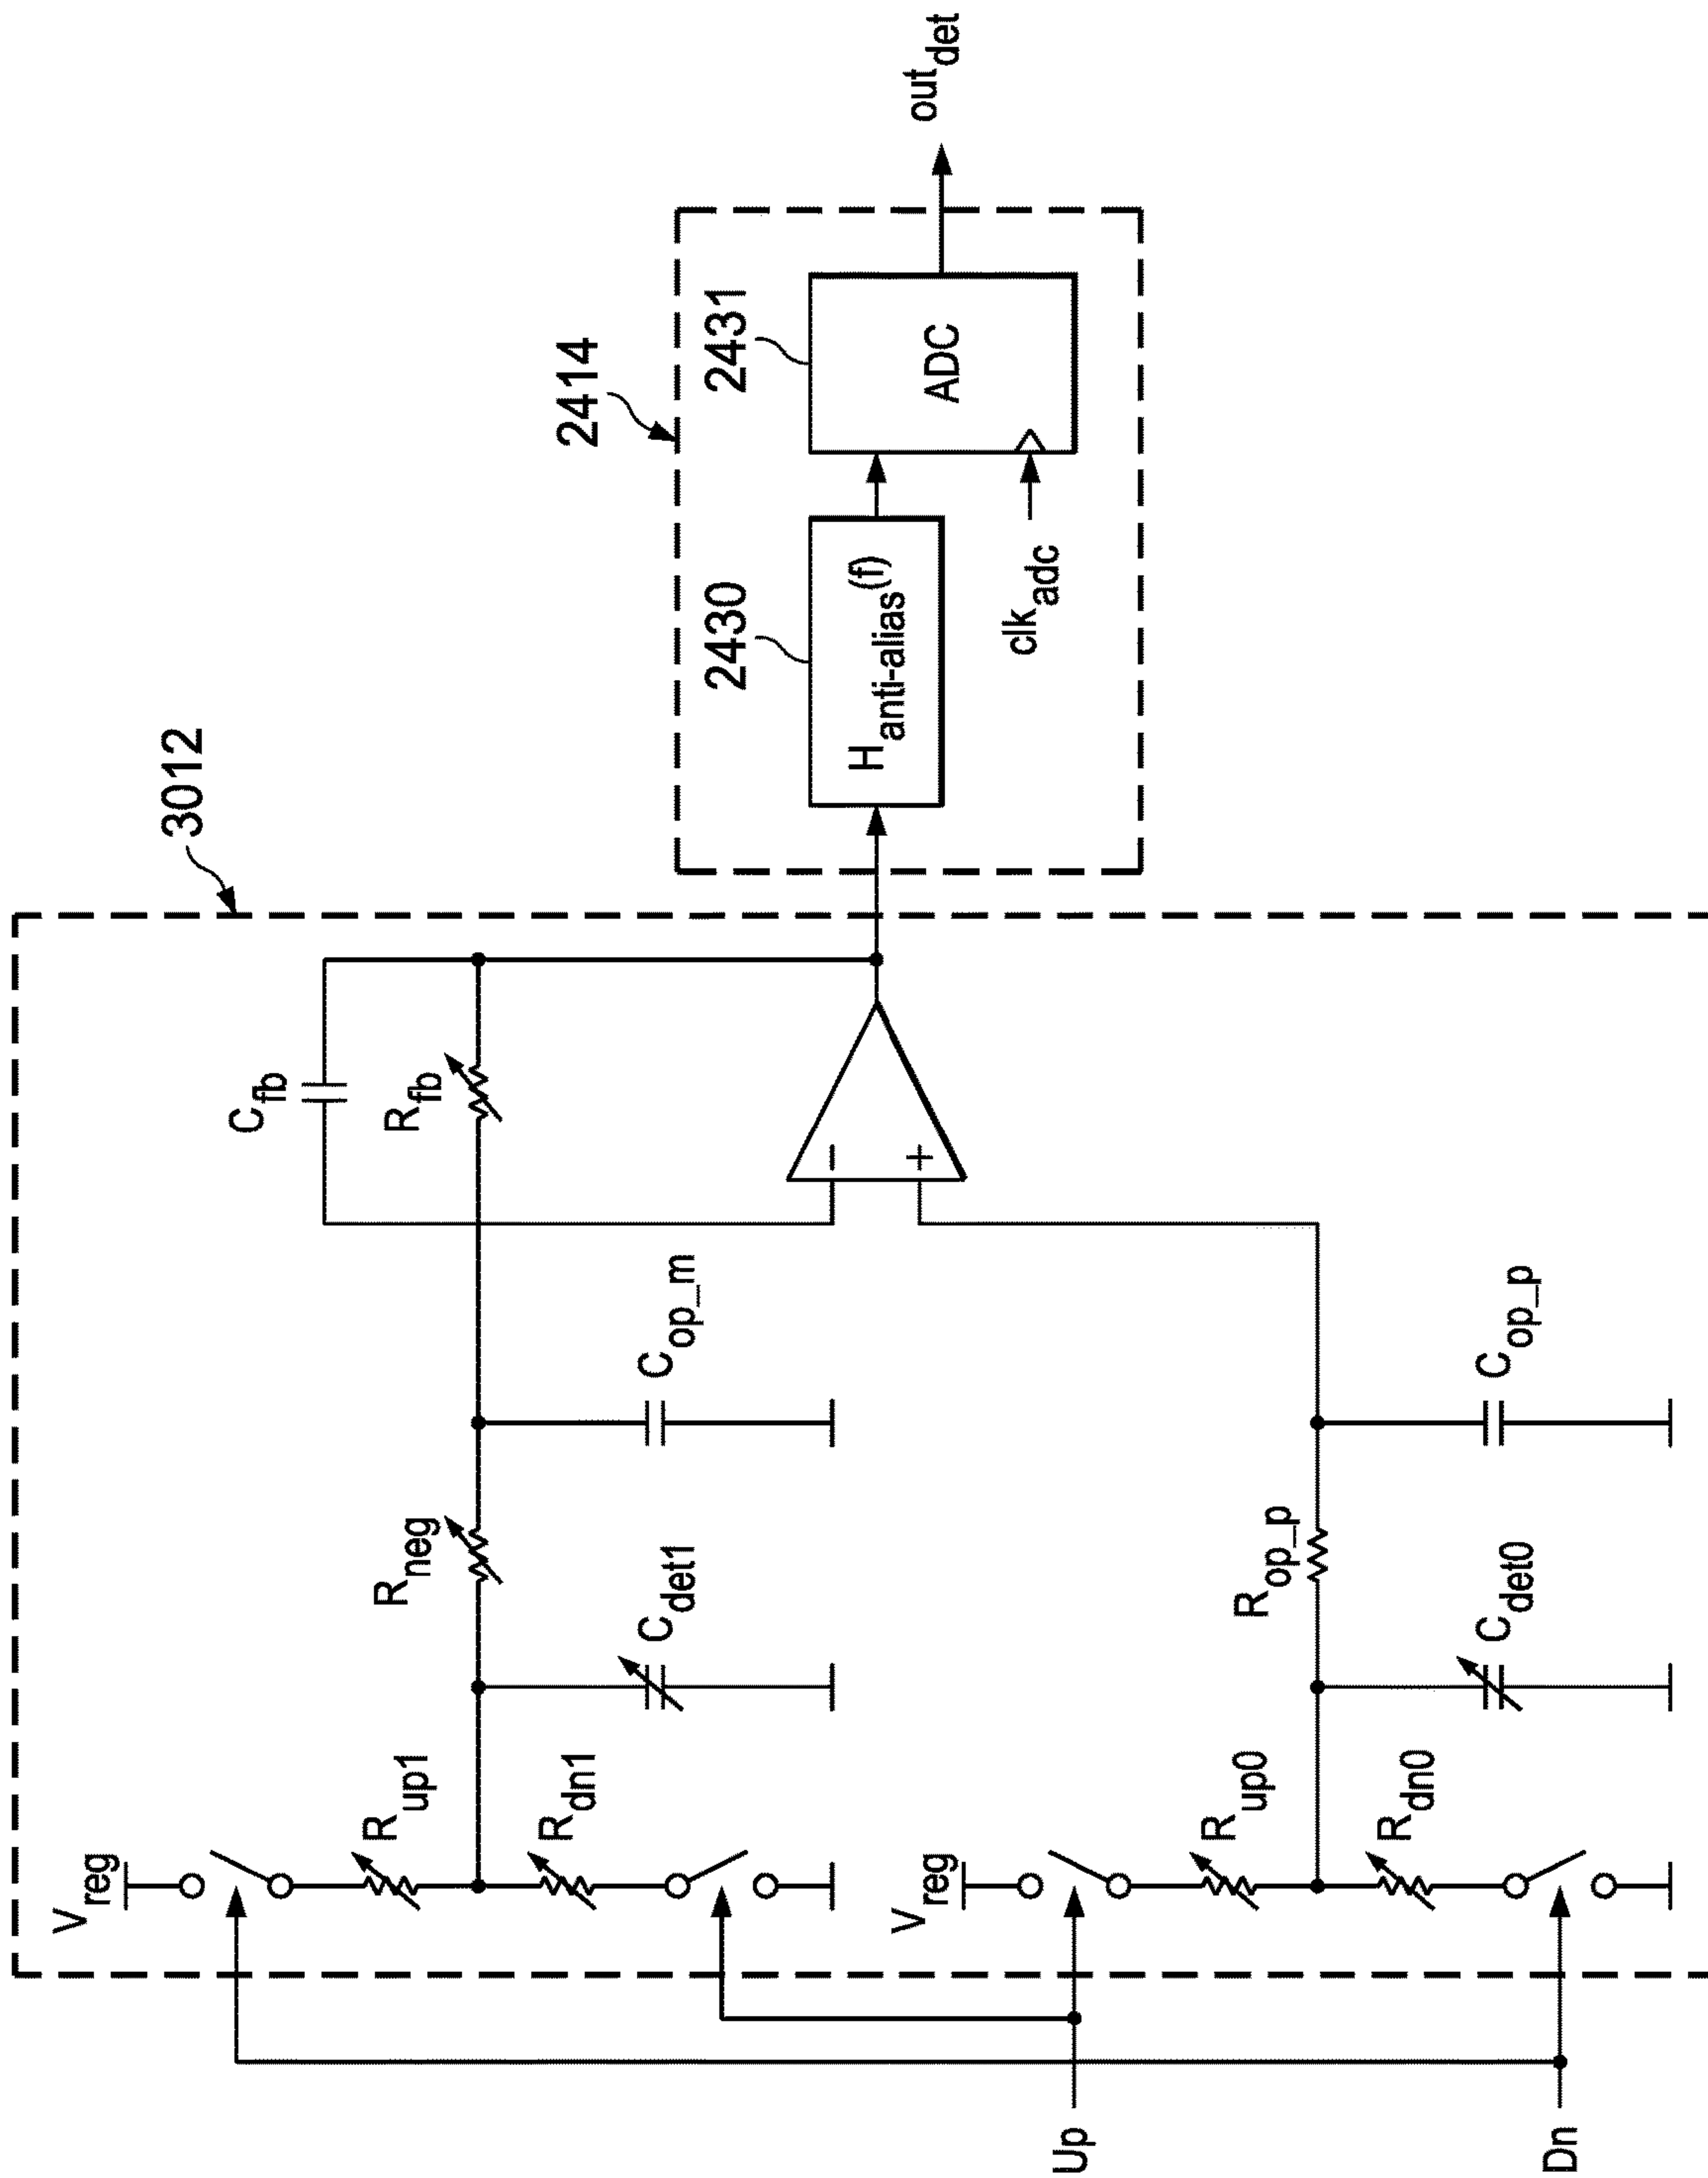 3012
2414
2430
2431
V_reg
R_up1
R_dn1
R_neg
C_det1
C_op_m
C_fb
R_fb
−
+
H_anti-alias(f)
ADC
clk_adc
out_det
V_reg
R_up0
R_dn0
R_op_p
C_det0
C_op_p
Up
Dn